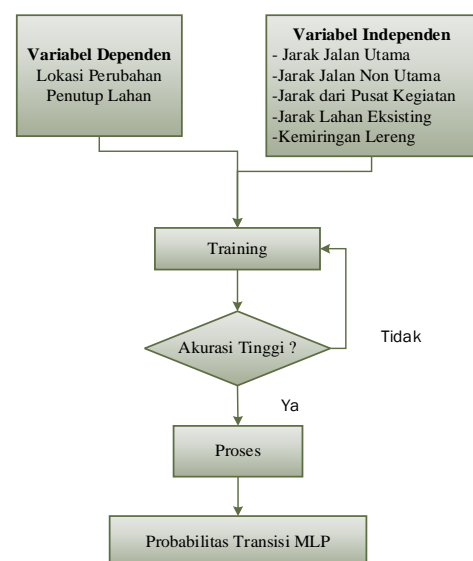 Variabel Dependen
Lokasi Perubahan
Penutup Lahan
Variabel Independen
- Jarak Jalan Utama
-Jarak Jalan Non Utama
-Jarak dari Pusat Kegiatan
-Jarak Lahan Eksisting
-Kemiringan Lereng
Training
Akurasi Tinggi ?
Tidak
Ya
Proses
Probabilitas Transisi MLP